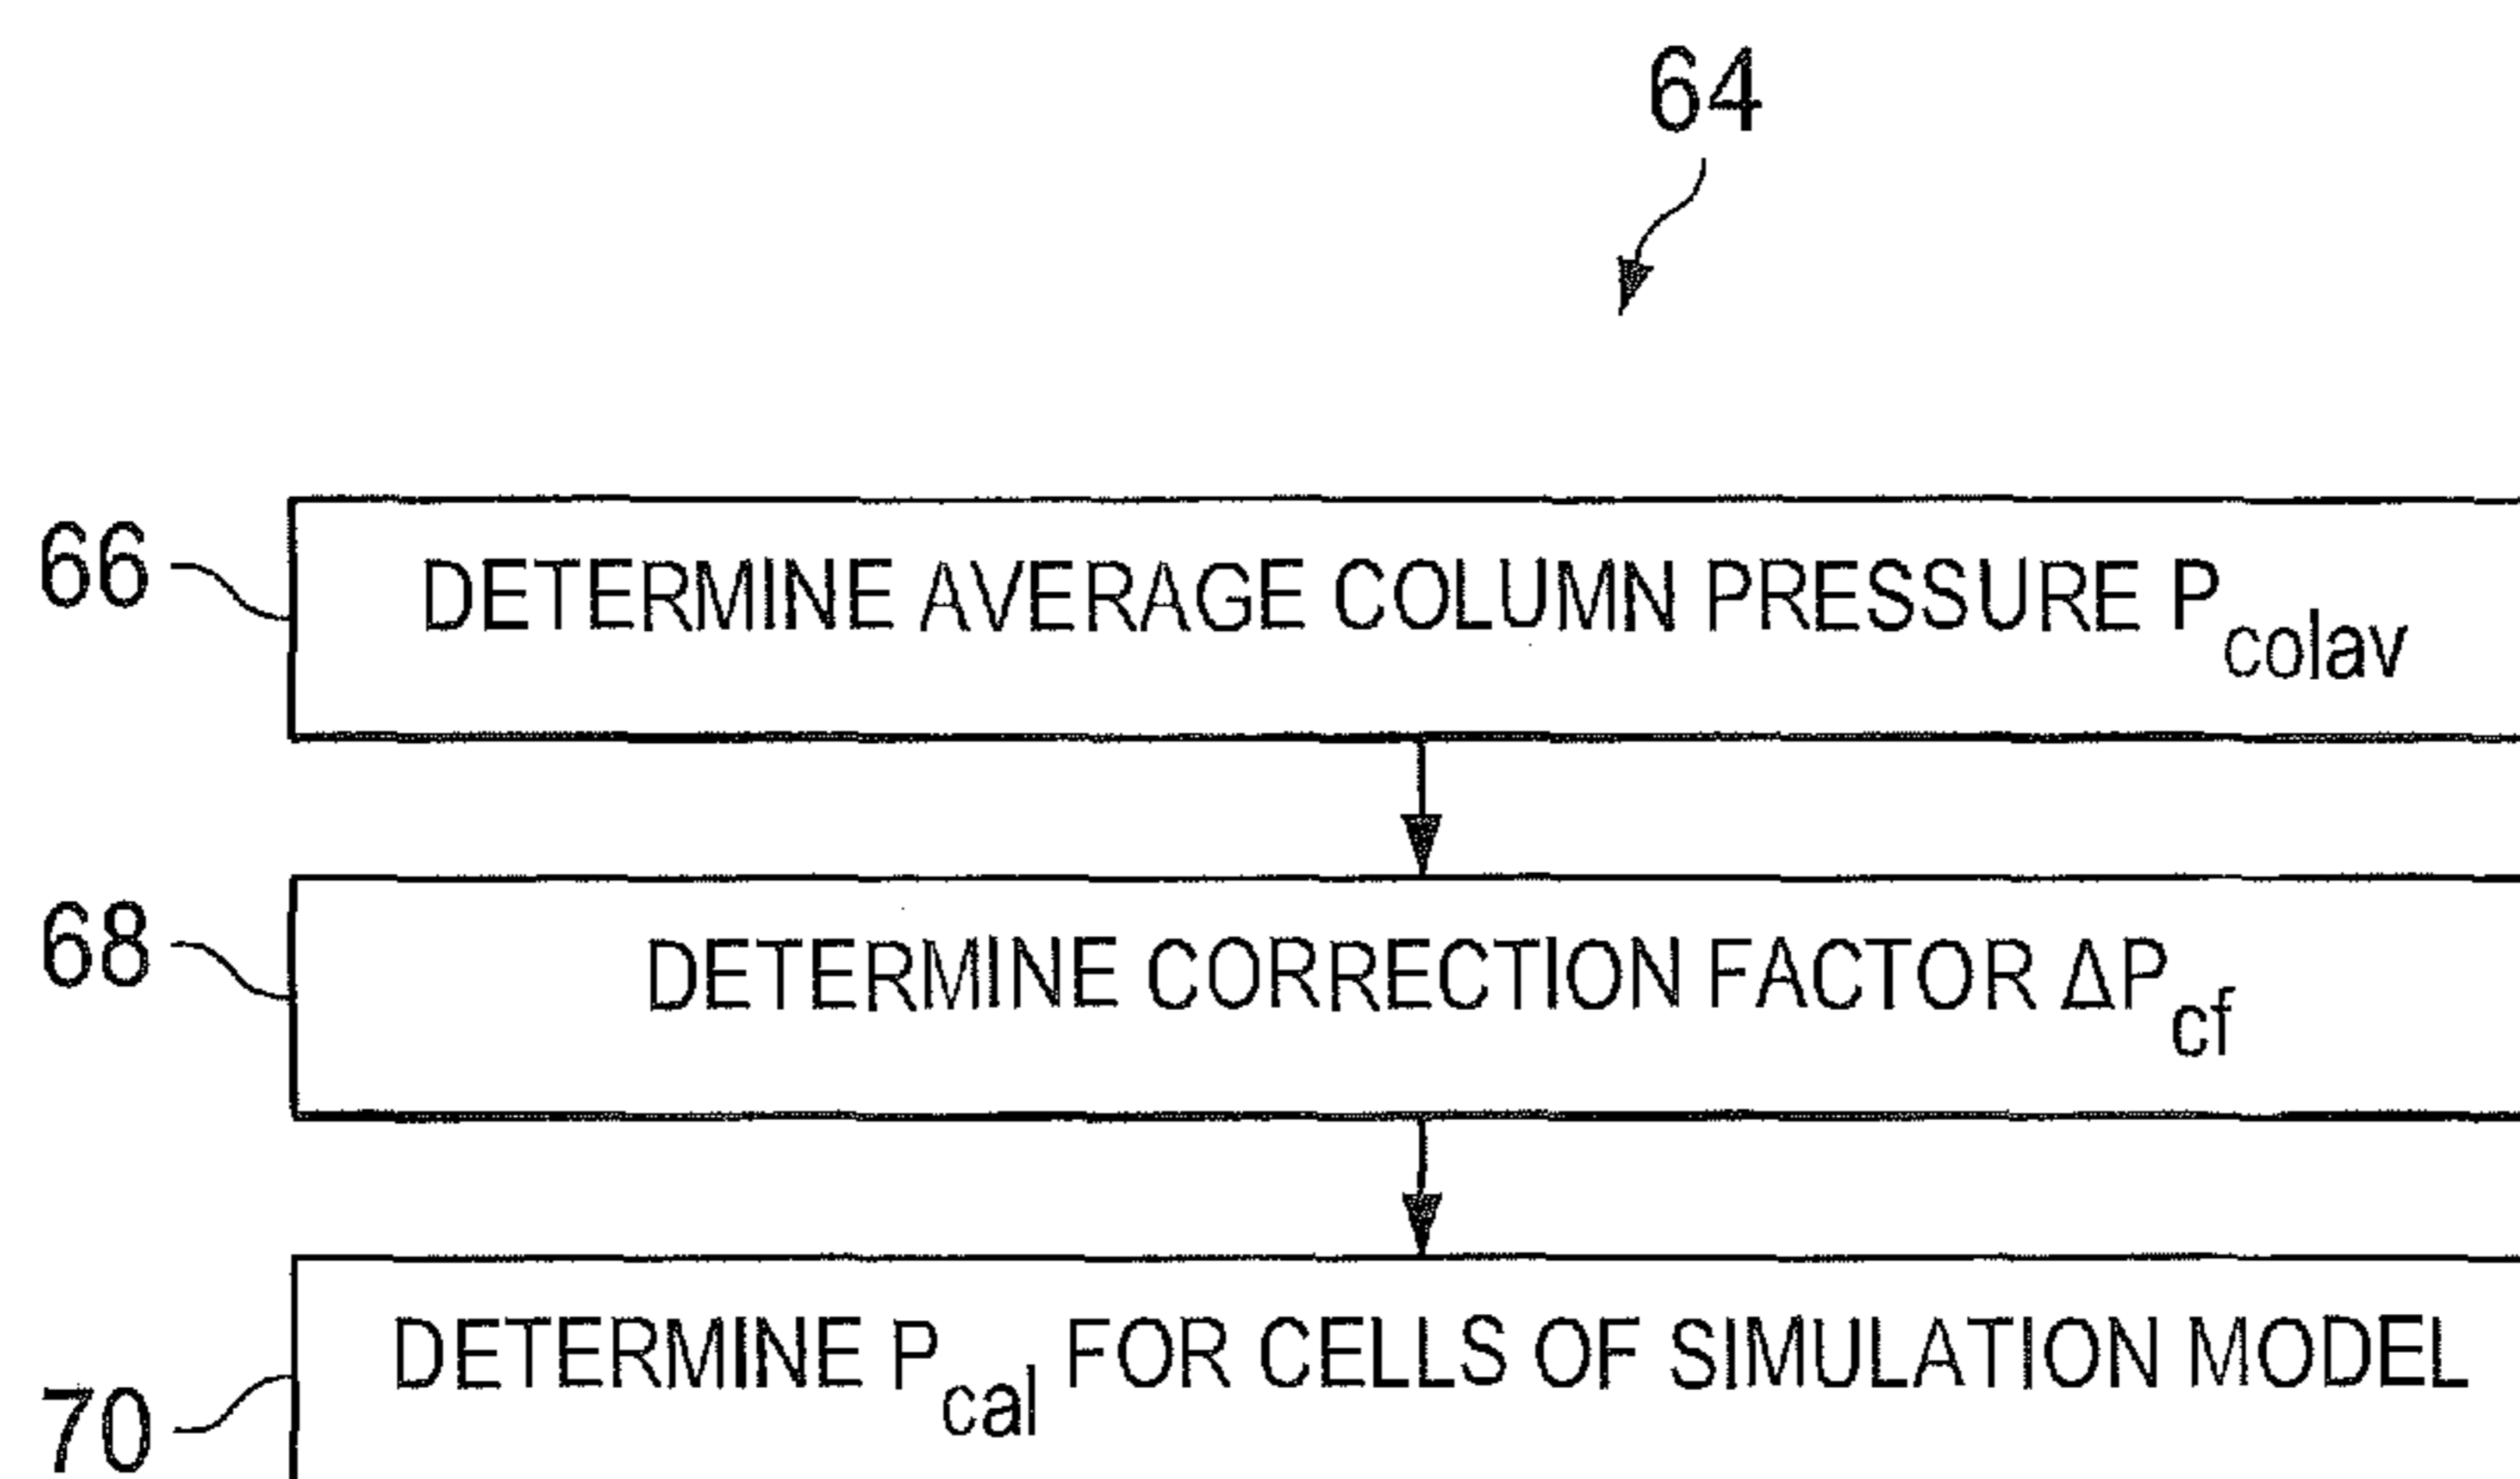 64
66 DETERMINE AVERAGE COLUMN PRESSURE Pcolav
68 DETERMINE CORRECTION FACTOR ΔPcf
70 DETERMINE Pcal FOR CELLS OF SIMULATION MODEL